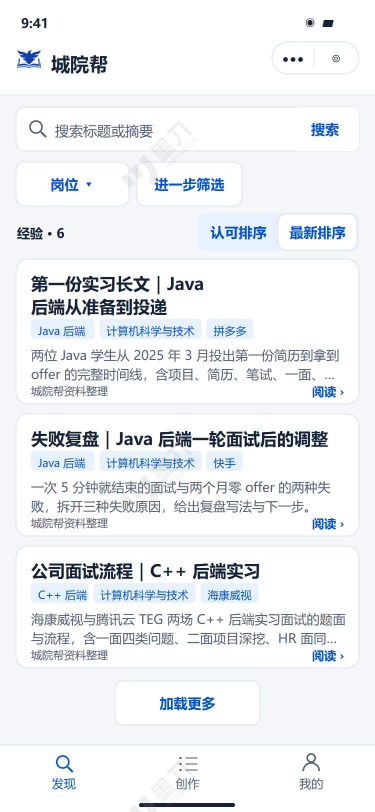 9:41
城院帮
搜索标题或摘要
搜索
岗位 ▼
进一步筛选
经验·6
认可排序
最新排序
第一份实习长文｜Java
后端从准备到投递
Java 后端
计算机科学与技术
拼多多
两位 Java 学生从 2025 年 3 月投出第一份简历到拿到
offer 的完整时间线，含项目、简历、笔试、一面、...
城院帮资料整理
阅读 ›
失败复盘｜Java 后端一轮面试后的调整
Java 后端
计算机科学与技术
快手
一次 5 分钟就结束的面试与两个月零 offer 的两种失
败，拆开三种失败原因，给出复盘写法与下一步。
城院帮资料整理
阅读 ›
公司面试流程｜C++ 后端实习
C++ 后端
计算机科学与技术
海康威视
海康威视与腾讯云 TEG 两场 C++ 后端实习面试的题面
与流程，含一面四类问题、二面项目深挖、HR 面同...
城院帮资料整理
阅读 ›
加载更多
发现
创作
我的
墨刀